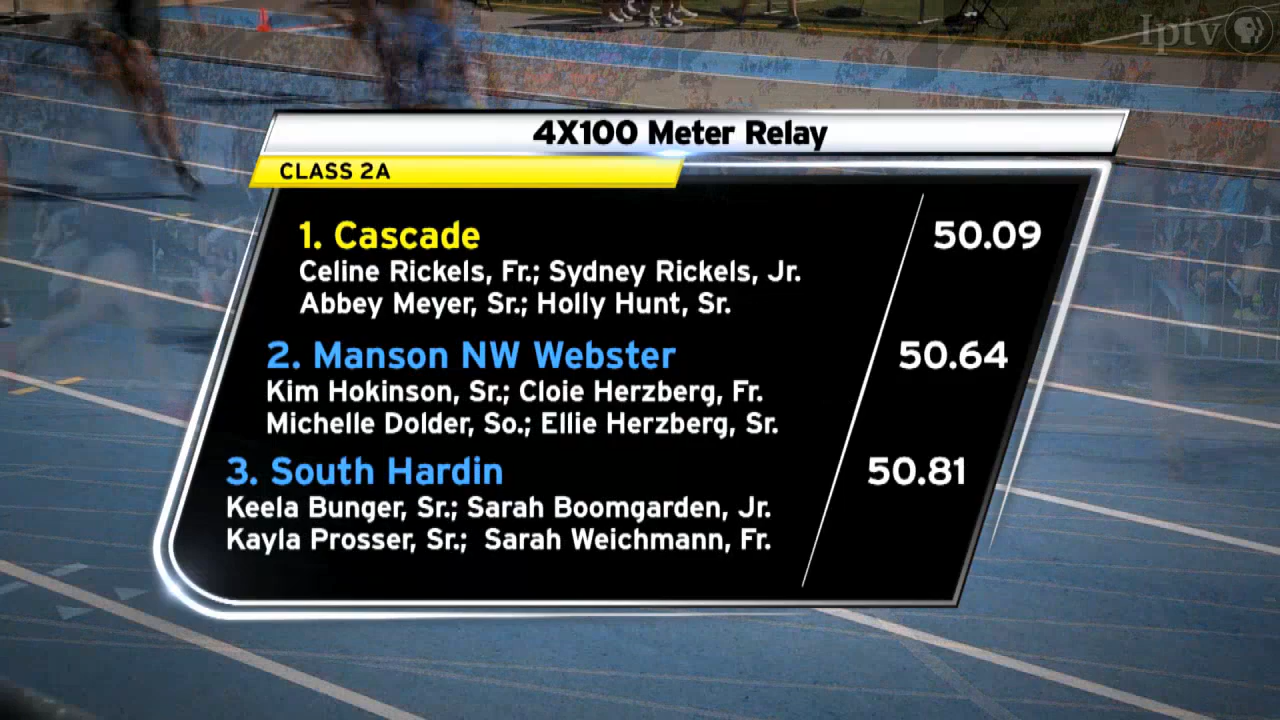 Iptv
4X100 Meter Relay
CLASS 2A
1. Cascade 50.09
Celine Rickels, Fr.; Sydney Rickels, Jr.
Abbey Meyer, Sr.; Holly Hunt, Sr.
2. Manson NW Webster 50.64
Kim Hokinson, Sr.; Cloie Herzberg, Fr.
Michelle Dolder, So.; Ellie Herzberg, Sr.
3. South Hardin 50.81
Keela Bunger, Sr.; Sarah Boomgarden, Jr.
Kayla Prosser, Sr.;  Sarah Weichmann, Fr.